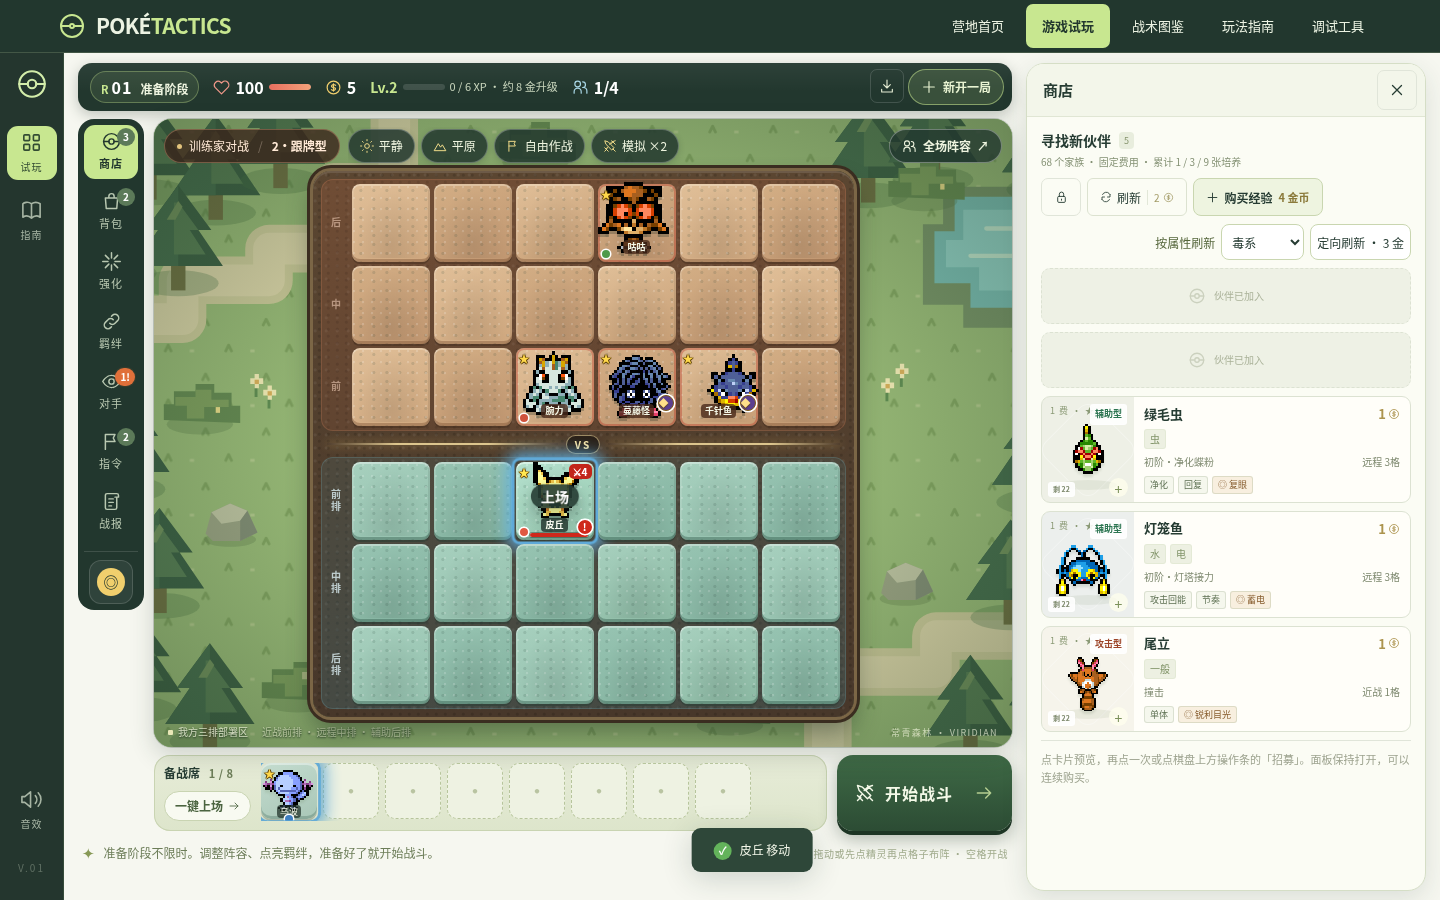 POKÉTACTICS
营地首页
游戏试玩
战术图鉴
玩法指南
调试工具
试玩
指南
音效
V.01
R 01 准备阶段
100
5
Lv.2
0 / 6 XP · 约 8 金升级
1/4
新开一局
商店
3
背包
2
强化
羁绊
对手
1!
指令
2
战报
训练家对战 / 2 · 跟牌型
平静
平原
自由作战
模拟 ×2
全场阵容 ↗
后
中
前
咕咕
腕力
蔓藤怪
千针鱼
VS
前排
中排
后排
4
上场
皮丘
!
我方三排部署区
近战前排 · 远程中排 · 辅助后排
常青森林 · VIRIDIAN
备战席 1 / 8
一键上场 →
开始战斗 →
准备阶段不限时。调整阵容、点亮羁绊，准备好了就开始战斗。
皮丘 移动
拖动或先点精灵再点格子布阵 · 空格开战
商店
寻找新伙伴 5
68 个家族 · 固定费用 · 累计 1 / 3 / 9 张培养
刷新 2
购买经验 4 金币
按属性刷新
毒系
定向刷新 · 3 金
伙伴已加入
伙伴已加入
1 费 ·
辅助型
绿毛虫
1
虫
初阶 · 净化蝶粉
远程 3格
剩 22
+
净化
回复
◎ 复眼
1 费 ·
辅助型
灯笼鱼
1
水
电
初阶 · 灯塔接力
远程 3格
剩 22
+
攻击回能
节奏
◎ 蓄电
1 费 ·
攻击型
尾立
1
一般
撞击
近战 1格
剩 22
+
单体
◎ 锐利目光
点卡片预览，再点一次或点棋盘上方操作条的「招募」。面板保持打开，可以
连续购买。